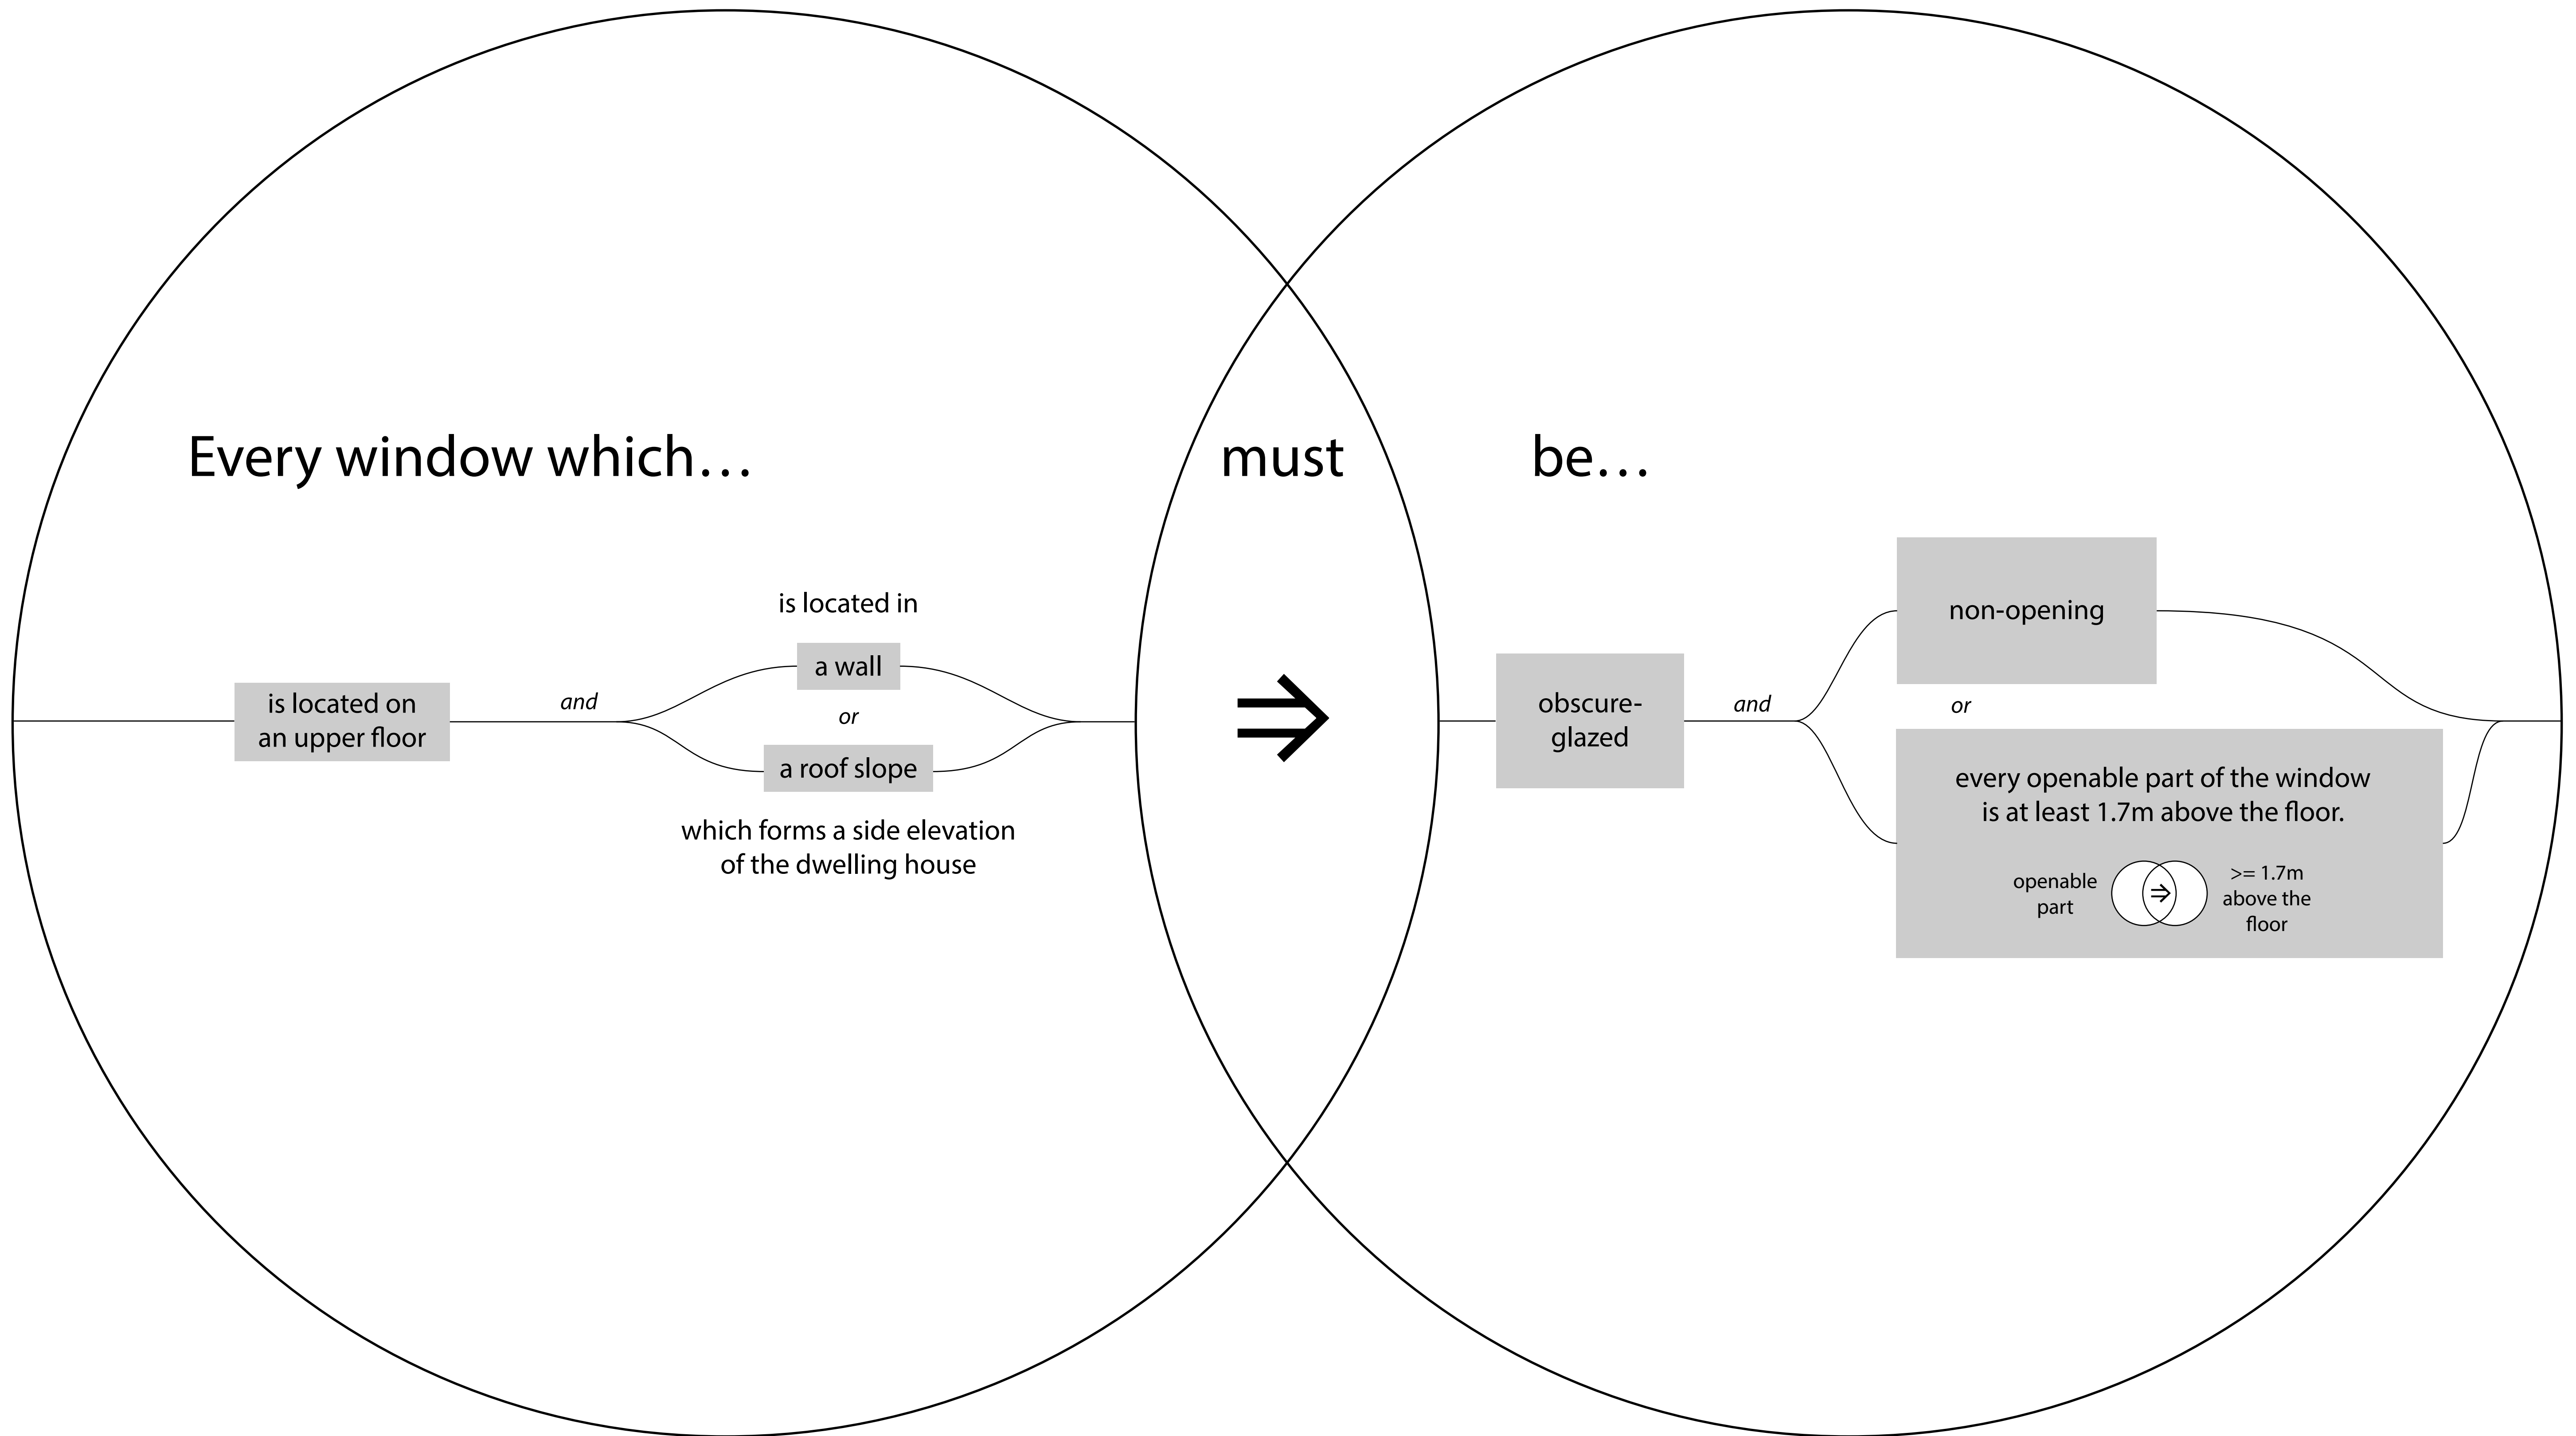 Every window which…
must
be…
is located on
an upper floor
and
is located in
a wall
or
a roof slope
which forms a side elevation
of the dwelling house
obscure-
glazed
and
non-opening
or
every openable part of the window
is at least 1.7m above the floor.
openable
part
>= 1.7m
above the
floor